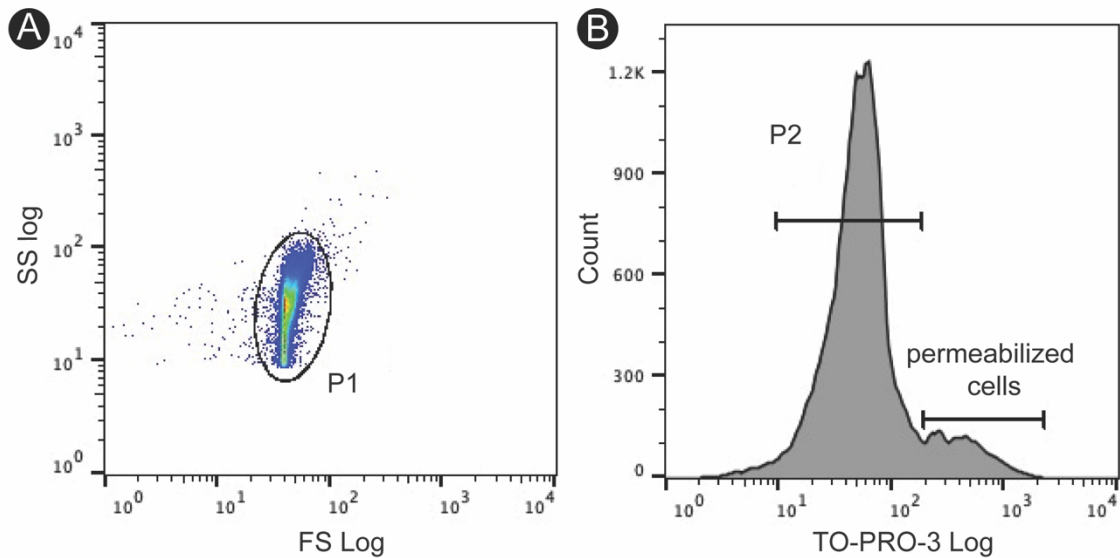 A
SS log
10^4
10^3
10^2
10^1
10^0
P1
10^0 10^1 10^2 10^3 10^4
FS Log
B
Count
1.2K
900
600
300
0
P2
permeabilized
cells
10^0 10^1 10^2 10^3 10^4
TO-PRO-3 Log